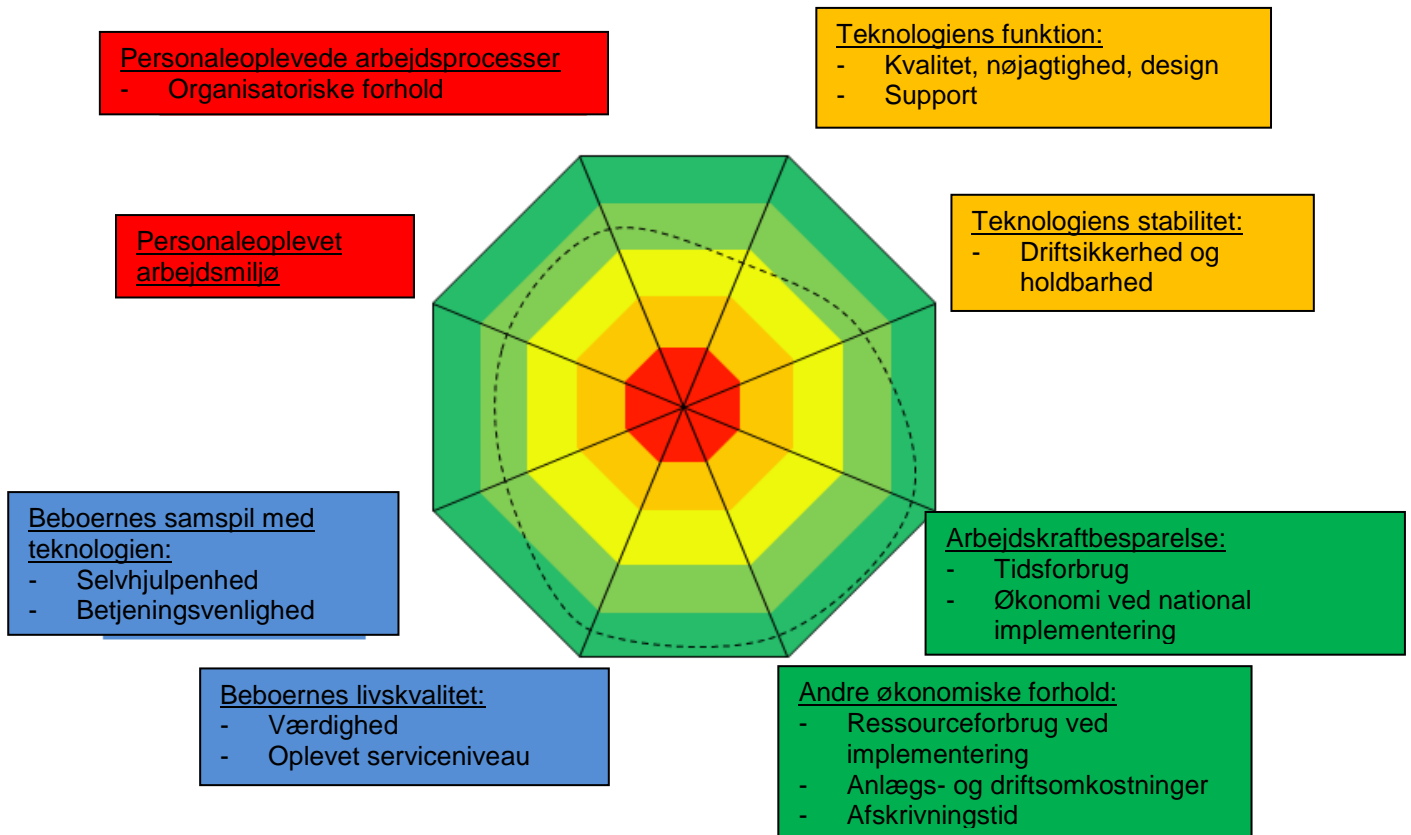 Personaleoplevede arbejdsprocesser
- Organisatoriske forhold
Teknologiens funktion:
- Kvalitet, nøjagtighed, design
- Support
Personaleoplevet
arbejdsmiljø
Teknologiens stabilitet:
- Driftsikkerhed og
holdbarhed
Beboernes samspil med
teknologien:
- Selvhjulpenhed
- Betjeningsvenlighed
Arbejdskraftbesparelse:
- Tidsforbrug
- Økonomi ved national
implementering
Beboernes livskvalitet:
- Værdighed
- Oplevet serviceniveau
Andre økonomiske forhold:
- Ressourceforbrug ved
implementering
- Anlægs- og driftsomkostninger
- Afskrivningstid